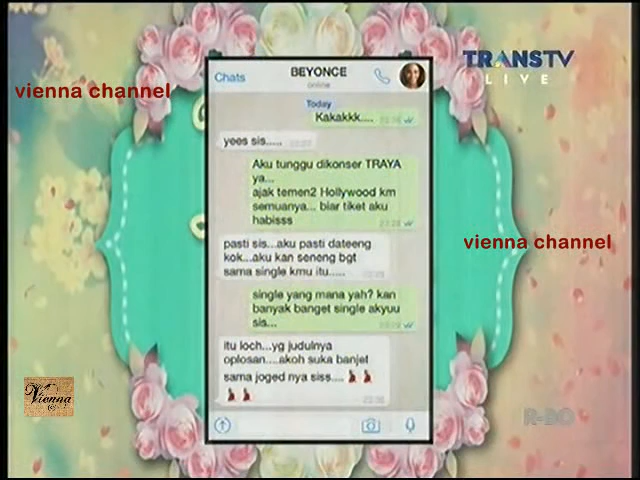 TRANSTV
LIVE
vienna channel
Chats
BEYONCE
online
Today
Kakakkk....
yees sis.....
Aku tunggu dikonser TRAYA
ya...
ajak temen2 Hollywood km
semuanya... biar tiket aku
habisss
pasti sis...aku pasti dateeng
kok...aku kan seneng bgt
sama single kmu itu.....
vienna channel
single yang mana yah? kan
banyak banget single akyuu
sis...
itu loch...yg judulnya
oplosan....akoh suka banjet
sama joged nya siss....
Vienna
R-BO